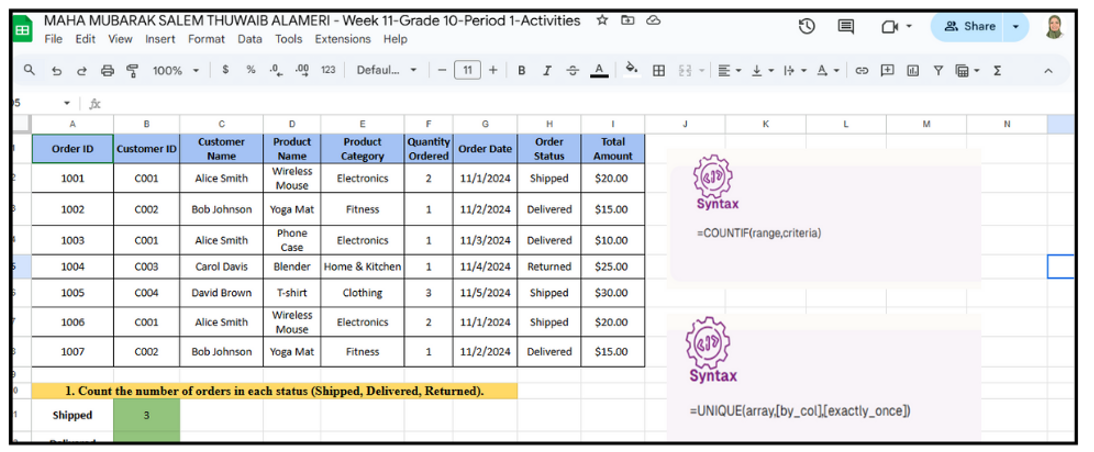 MAHA MUBARAK SALEM THUWAIB ALAMERI - Week 11-Grade 10-Period 1-Activities
Share
File Edit View Insert Format Data Tools Extensions Help
100% $ % .0 .00 123 Defaul... − 11 + B I A
fx
A B C D E F G H I J K L M N
Order ID Customer ID Customer Name Product Name Product Category Quantity Ordered Order Date Order Status Total Amount
2 1001 C001 Alice Smith Wireless Mouse Electronics 2 11/1/2024 Shipped $20.00
3 1002 C002 Bob Johnson Yoga Mat Fitness 1 11/2/2024 Delivered $15.00
1003 C001 Alice Smith Phone Case Electronics 1 11/3/2024 Delivered $10.00
5 1004 C003 Carol Davis Blender Home & Kitchen 1 11/4/2024 Returned $25.00
1005 C004 David Brown T-shirt Clothing 3 11/5/2024 Shipped $30.00
1006 C001 Alice Smith Wireless Mouse Electronics 2 11/1/2024 Shipped $20.00
1007 C002 Bob Johnson Yoga Mat Fitness 1 11/2/2024 Delivered $15.00
1. Count the number of orders in each status (Shipped, Delivered, Returned).
Shipped 3
Syntax
=COUNTIF(range,criteria)
Syntax
=UNIQUE(array,[by_col],[exactly_once])